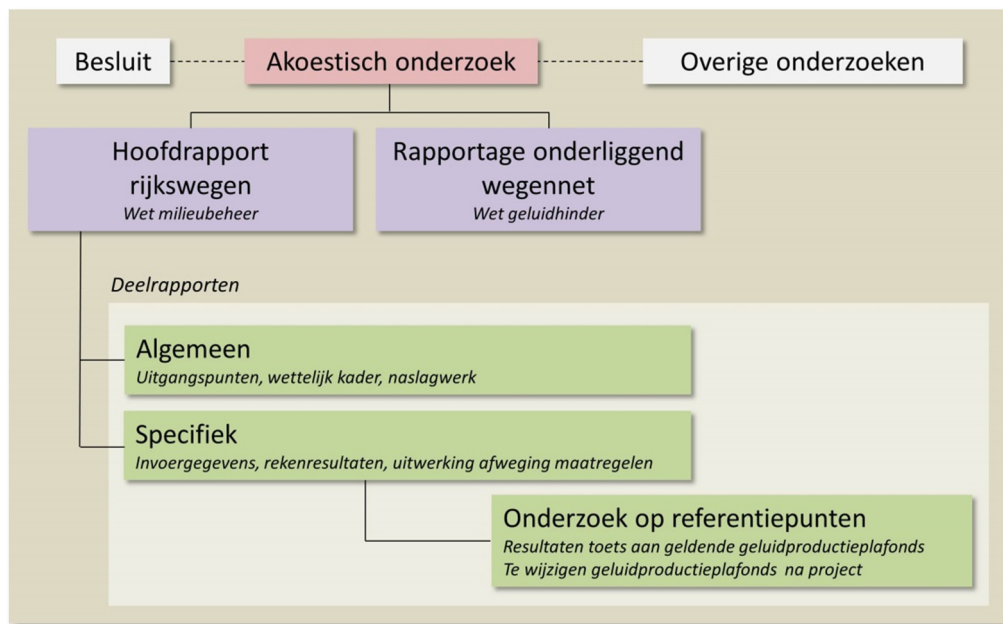 Besluit
Akoestisch onderzoek
Overige onderzoeken
Hoofdrapport
rijkswegen
Wet milieubeheer
Rapportage onderliggend
wegennet
Wet geluidhinder
Deelrapporten
Algemeen
Uitgangspunten, wettelijk kader, naslagwerk
Specifiek
Invoergegevens, rekenresultaten, uitwerking afweging maatregelen
Onderzoek op referentiepunten
Resultaten toets aan geldende geluidproductieplafonds
Te wijzigen geluidproductieplafonds na project